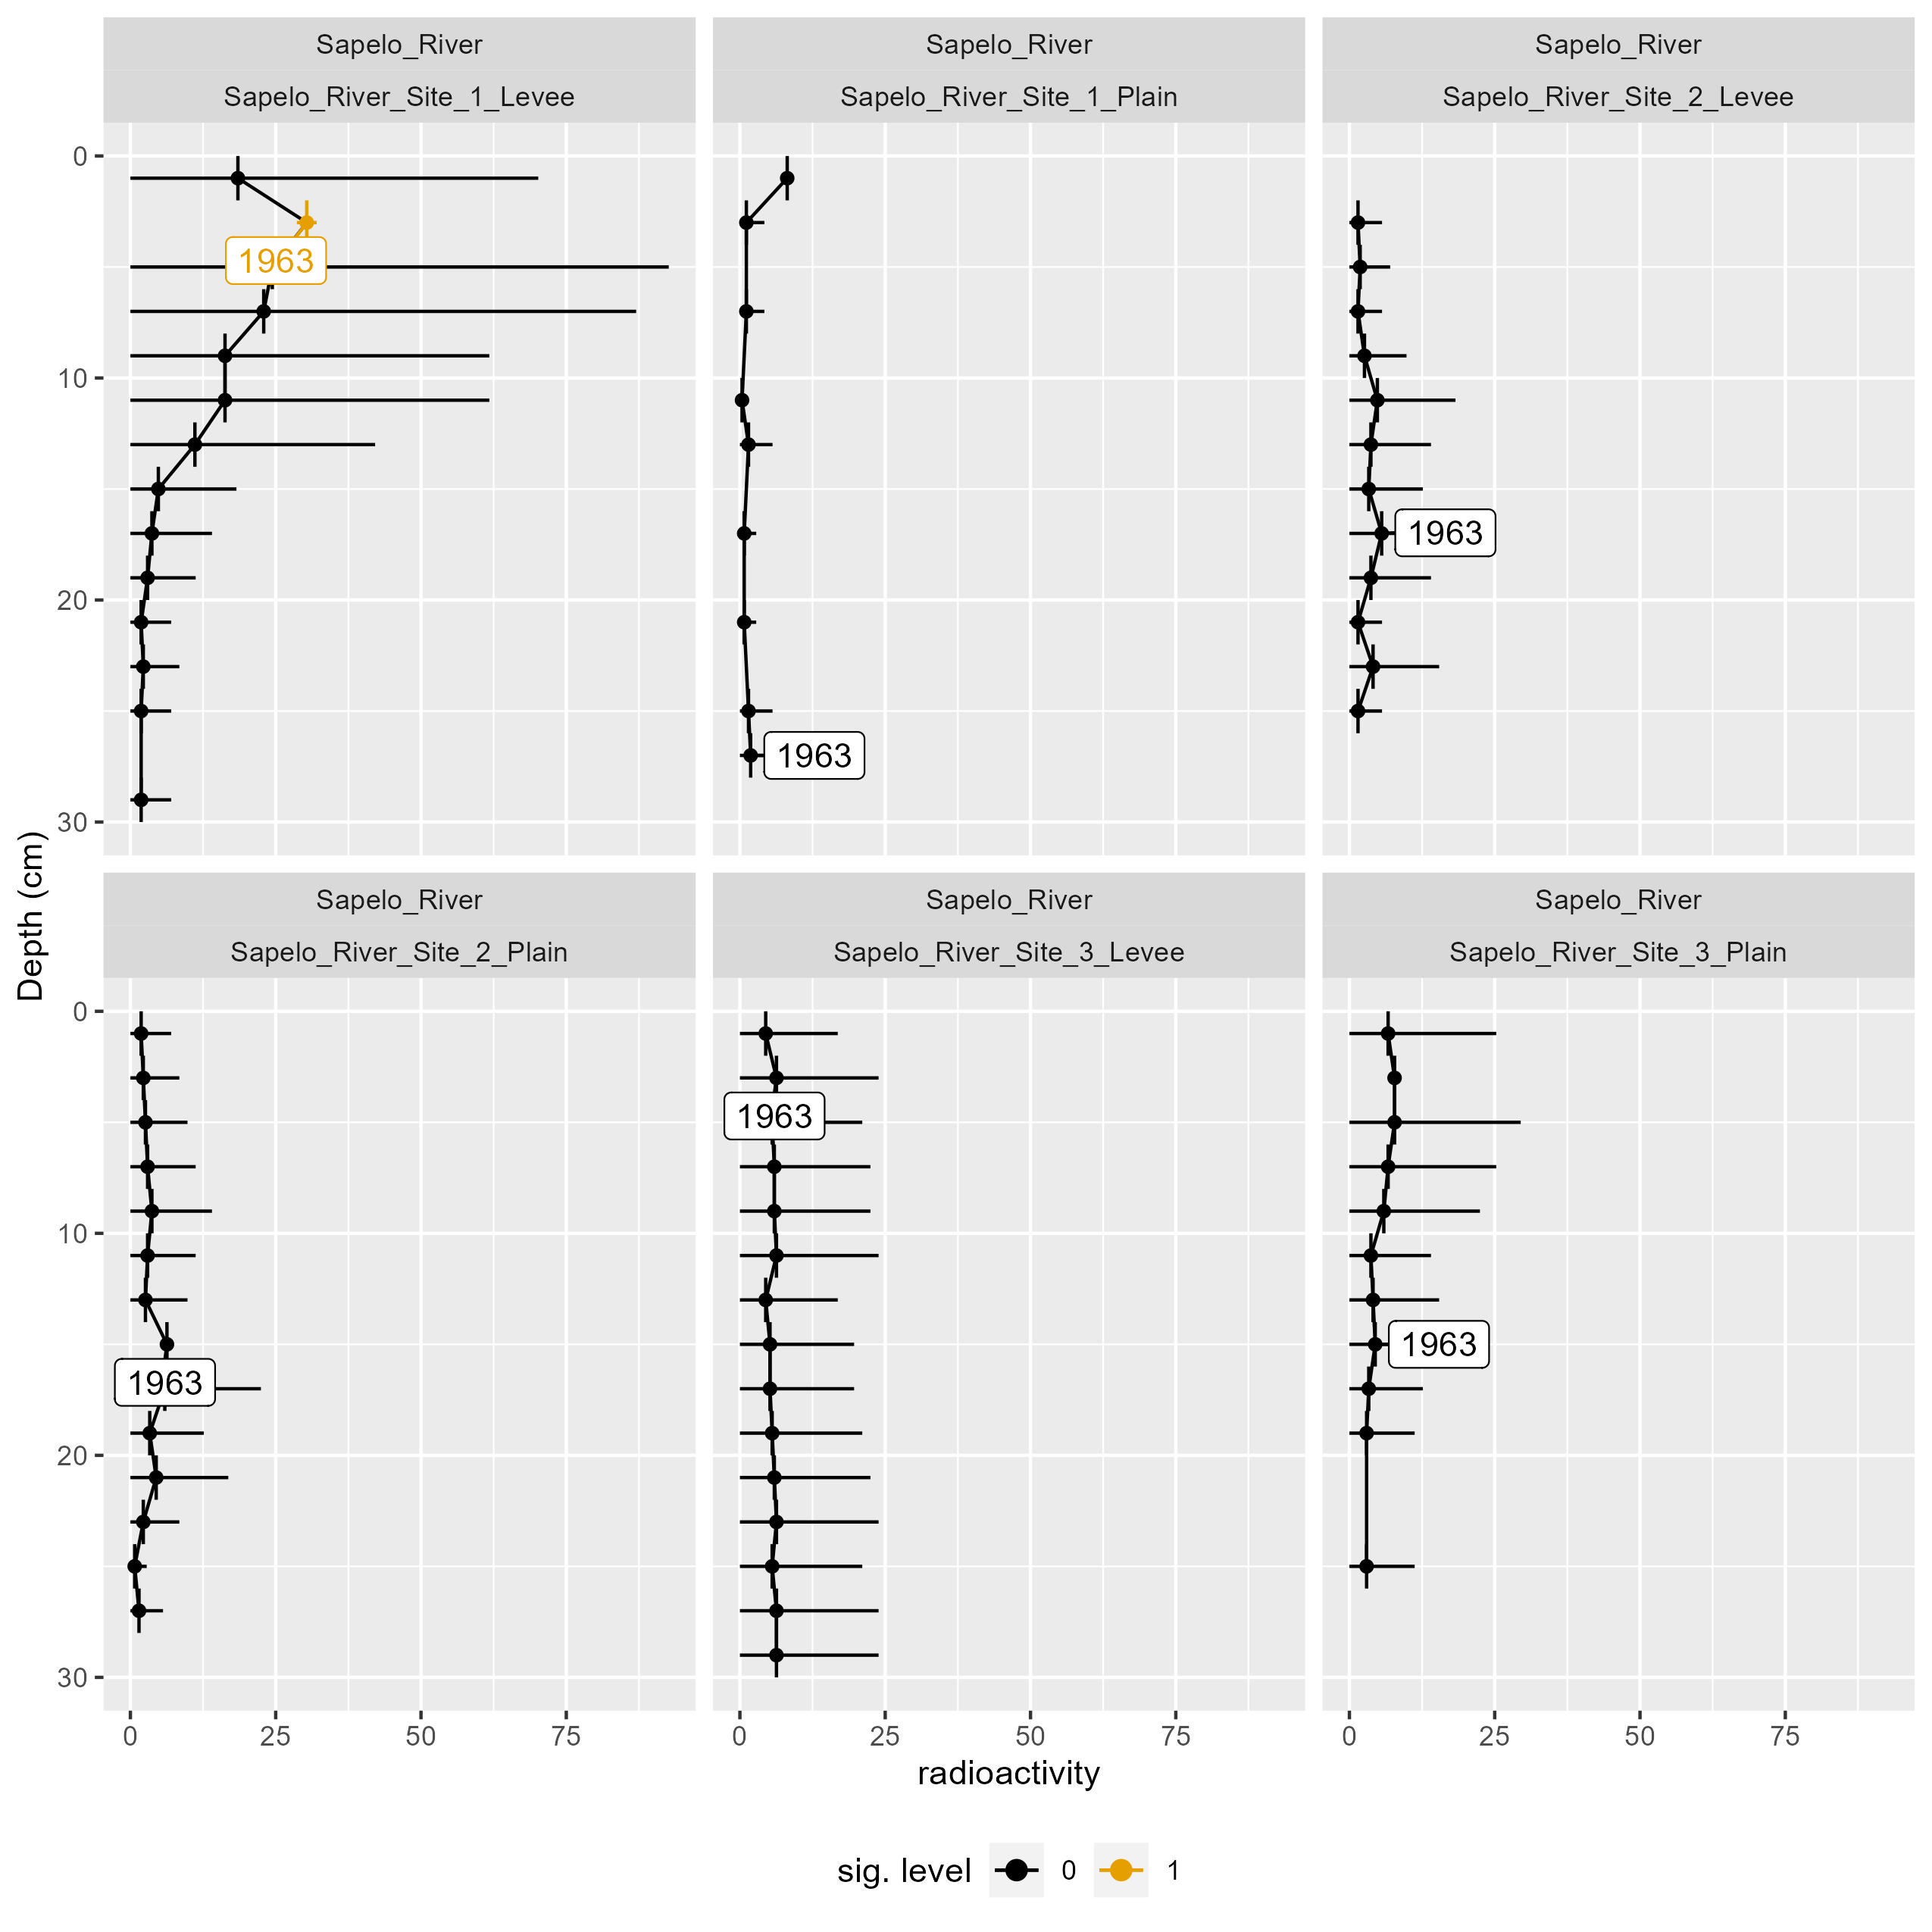 Sapelo_River
Sapelo_River
Sapelo_River
Sapelo_River_Site_1_Levee
Sapelo_River_Site_1_Plain
Sapelo_River_Site_2_Levee
0
10
20
30
1963
1963
1963
Depth (cm)
Sapelo_River
Sapelo_River
Sapelo_River
Sapelo_River_Site_2_Plain
Sapelo_River_Site_3_Levee
Sapelo_River_Site_3_Plain
0
10
20
30
1963
1963
1963
0 25 50 75
0 25 50 75
0 25 50 75
radioactivity
sig. level 0 1